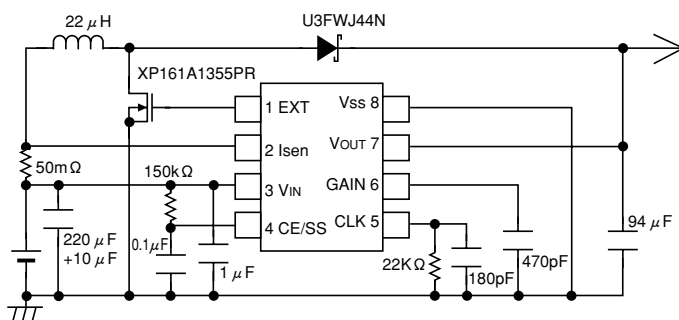 U3FWJ44N
22 μH
XP161A1355PR
1 EXT
VSS 8
2 Isen
VOUT 7
50mΩ
150kΩ
3 VIN
GAIN 6
4 CE/SS
CLK 5
94 μF
220 μF
+10 μF
0.1μF
1 μF
22KΩ
180pF
470pF